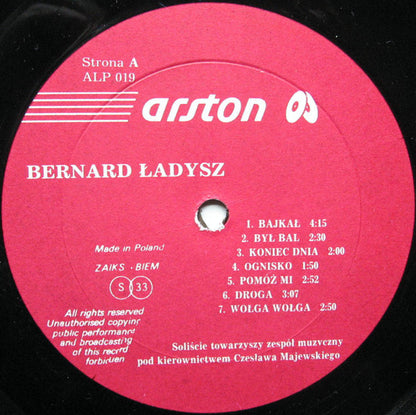 Strona A
ALP 019
arston
BERNARD ŁADYSZ
Made in Poland
ZAIKS - BIEM
S 33
1. BAJKAŁ 4:15
2. BYŁ BAL 2:30
3. KONIEC DNIA 2:00
4. OGNISKO 1:50
5. POMÓŻ MI 2:52
6. DROGA 3:07
7. WOŁGA WOŁGA 2:50
All rights reserved
Unauthorised copying
public performance
and broadcasting
of this record
forbidden
Soliście towarzyszy zespół muzyczny
pod kierownictwem Czesława Majewskiego